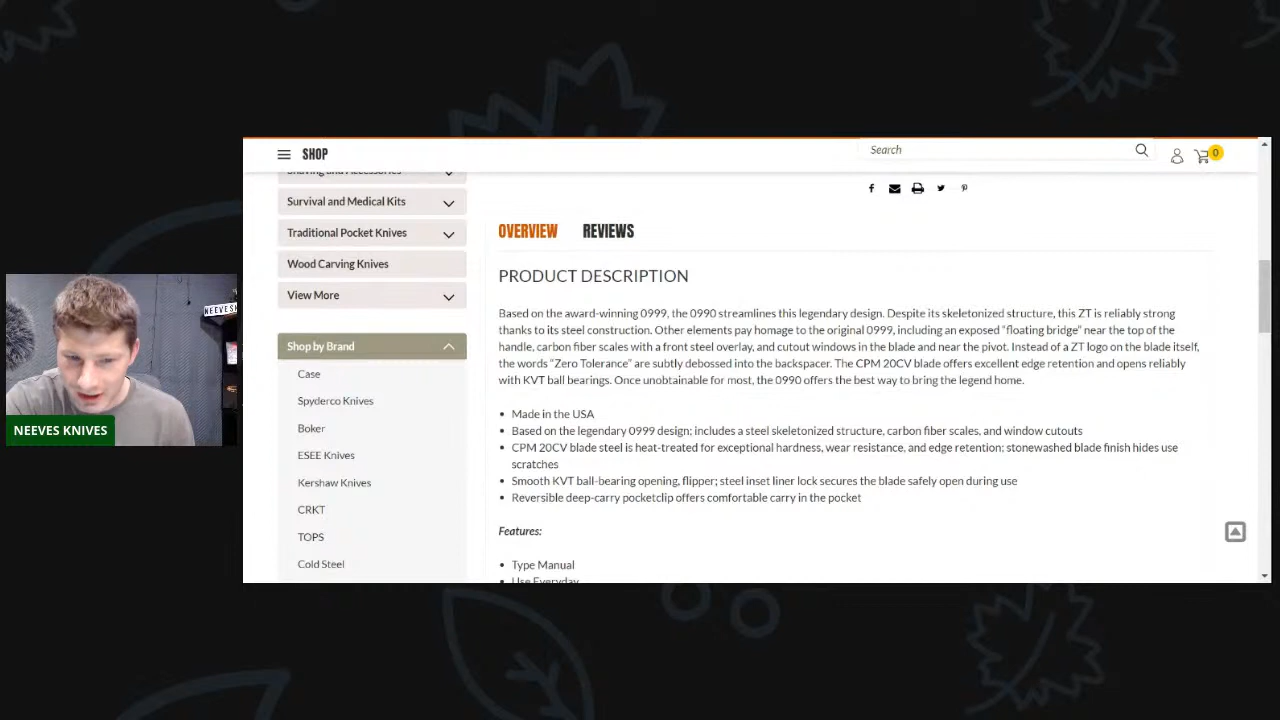 SHOP
Search
0
Shaving and Accessories
Survival and Medical Kits
Traditional Pocket Knives
Wood Carving Knives
View More
Shop by Brand
Case
Spyderco Knives
Boker
ESEE Knives
Kershaw Knives
CRKT
TOPS
Cold Steel
OVERVIEW REVIEWS
PRODUCT DESCRIPTION
Based on the award-winning 0999, the 0990 streamlines this legendary design. Despite its skeletonized structure, this ZT is reliably strong
thanks to its steel construction. Other elements pay homage to the original 0999, including an exposed “floating bridge” near the top of the
handle, carbon fiber scales with a front steel overlay, and cutout windows in the blade and near the pivot. Instead of a ZT logo on the blade itself,
the words “Zero Tolerance” are subtly debossed into the backspacer. The CPM 20CV blade offers excellent edge retention and opens reliably
with KVT ball bearings. Once unobtainable for most, the 0990 offers the best way to bring the legend home.
• Made in the USA
• Based on the legendary 0999 design; includes a steel skeletonized structure, carbon fiber scales, and window cutouts
• CPM 20CV blade steel is heat-treated for exceptional hardness, wear resistance, and edge retention; stonewashed blade finish hides use
scratches
• Smooth KVT ball-bearing opening, flipper; steel inset liner lock secures the blade safely open during use
• Reversible deep-carry pocketclip offers comfortable carry in the pocket
Features:
• Type Manual
• Use Everyday
NEEVES KNIVES